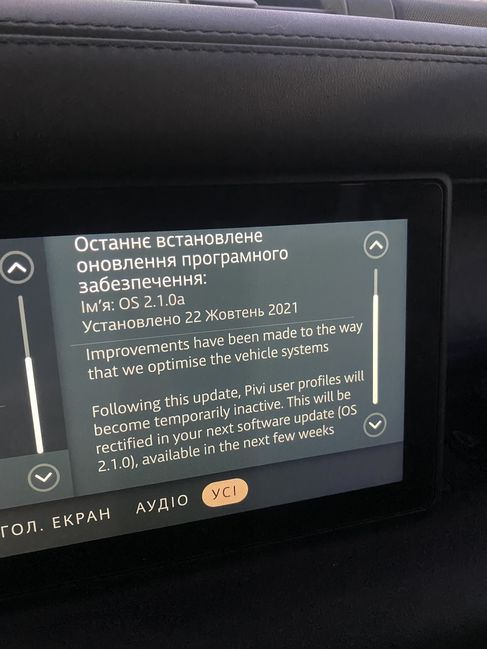 Останнє встановлене
оновлення програмного
забезпечення:
Ім'я: OS 2.1.0a
Установлено 22 Жовтень 2021
Improvements have been made to the way
that we optimise the vehicle systems
Following this update, Pivi user profiles will
become temporarily inactive. This will be
rectified in your next software update (OS
2.1.0), available in the next few weeks
ГОЛ. ЕКРАН АУДІО УСІ